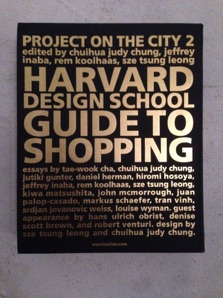 PROJECT ON THE CITY 2
edited by chuihua judy chung, jeffrey
inaba, rem koolhaas, sze tsung leong
HARVARD
DESIGN SCHOOL
GUIDE TO
SHOPPING
essays by tae-wook cha, chuihua judy chung,
jutiki gunter, daniel herman, hiromi hosoya,
jeffrey inaba, rem koolhaas, sze tsung leong,
kiwa matsushita, john mcmorrough, juan
palop-casado, markus schaefer, tran vinh,
srdjan jovanovic weiss, louise wyman. guest
appearance by hans ulrich obrist, denise
scott brown, and robert venturi. design by
sze tsung leong and chuihua judy chung.
www.taschen.com